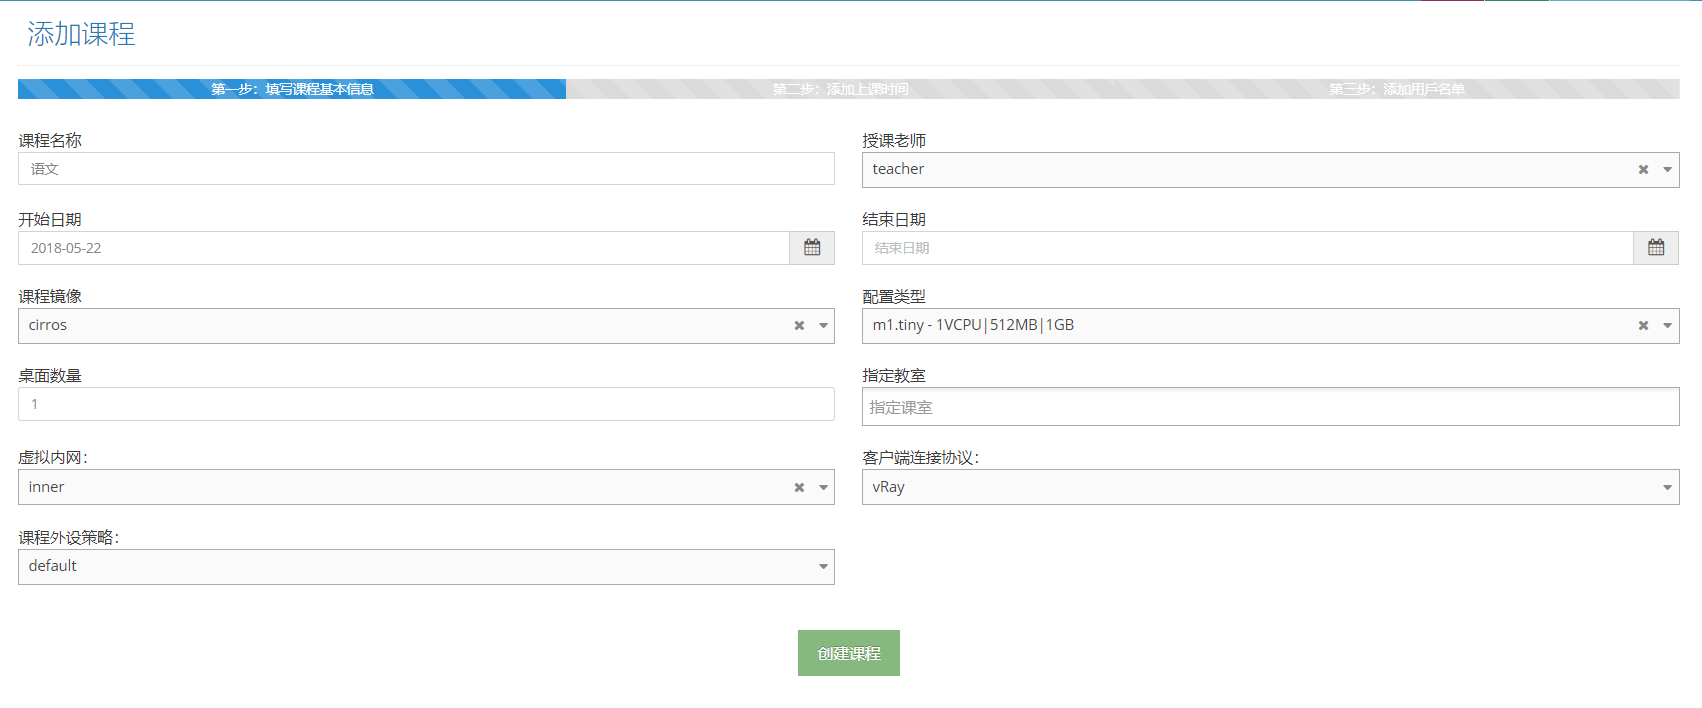 添加课程
第一步：填写课程基本信息
第二步：添加上课时间
第三步：添加用戶名单
课程名称
授课老师
语文
teacher
开始日期
结束日期
2018-05-22
结束日期
课程镜像
配置类型
cirros
m1.tiny - 1VCPU|512MB|1GB
桌面数量
指定教室
1
指定课室
虚拟内网：
客户端连接协议：
inner
vRay
课程外设策略：
default
创建课程